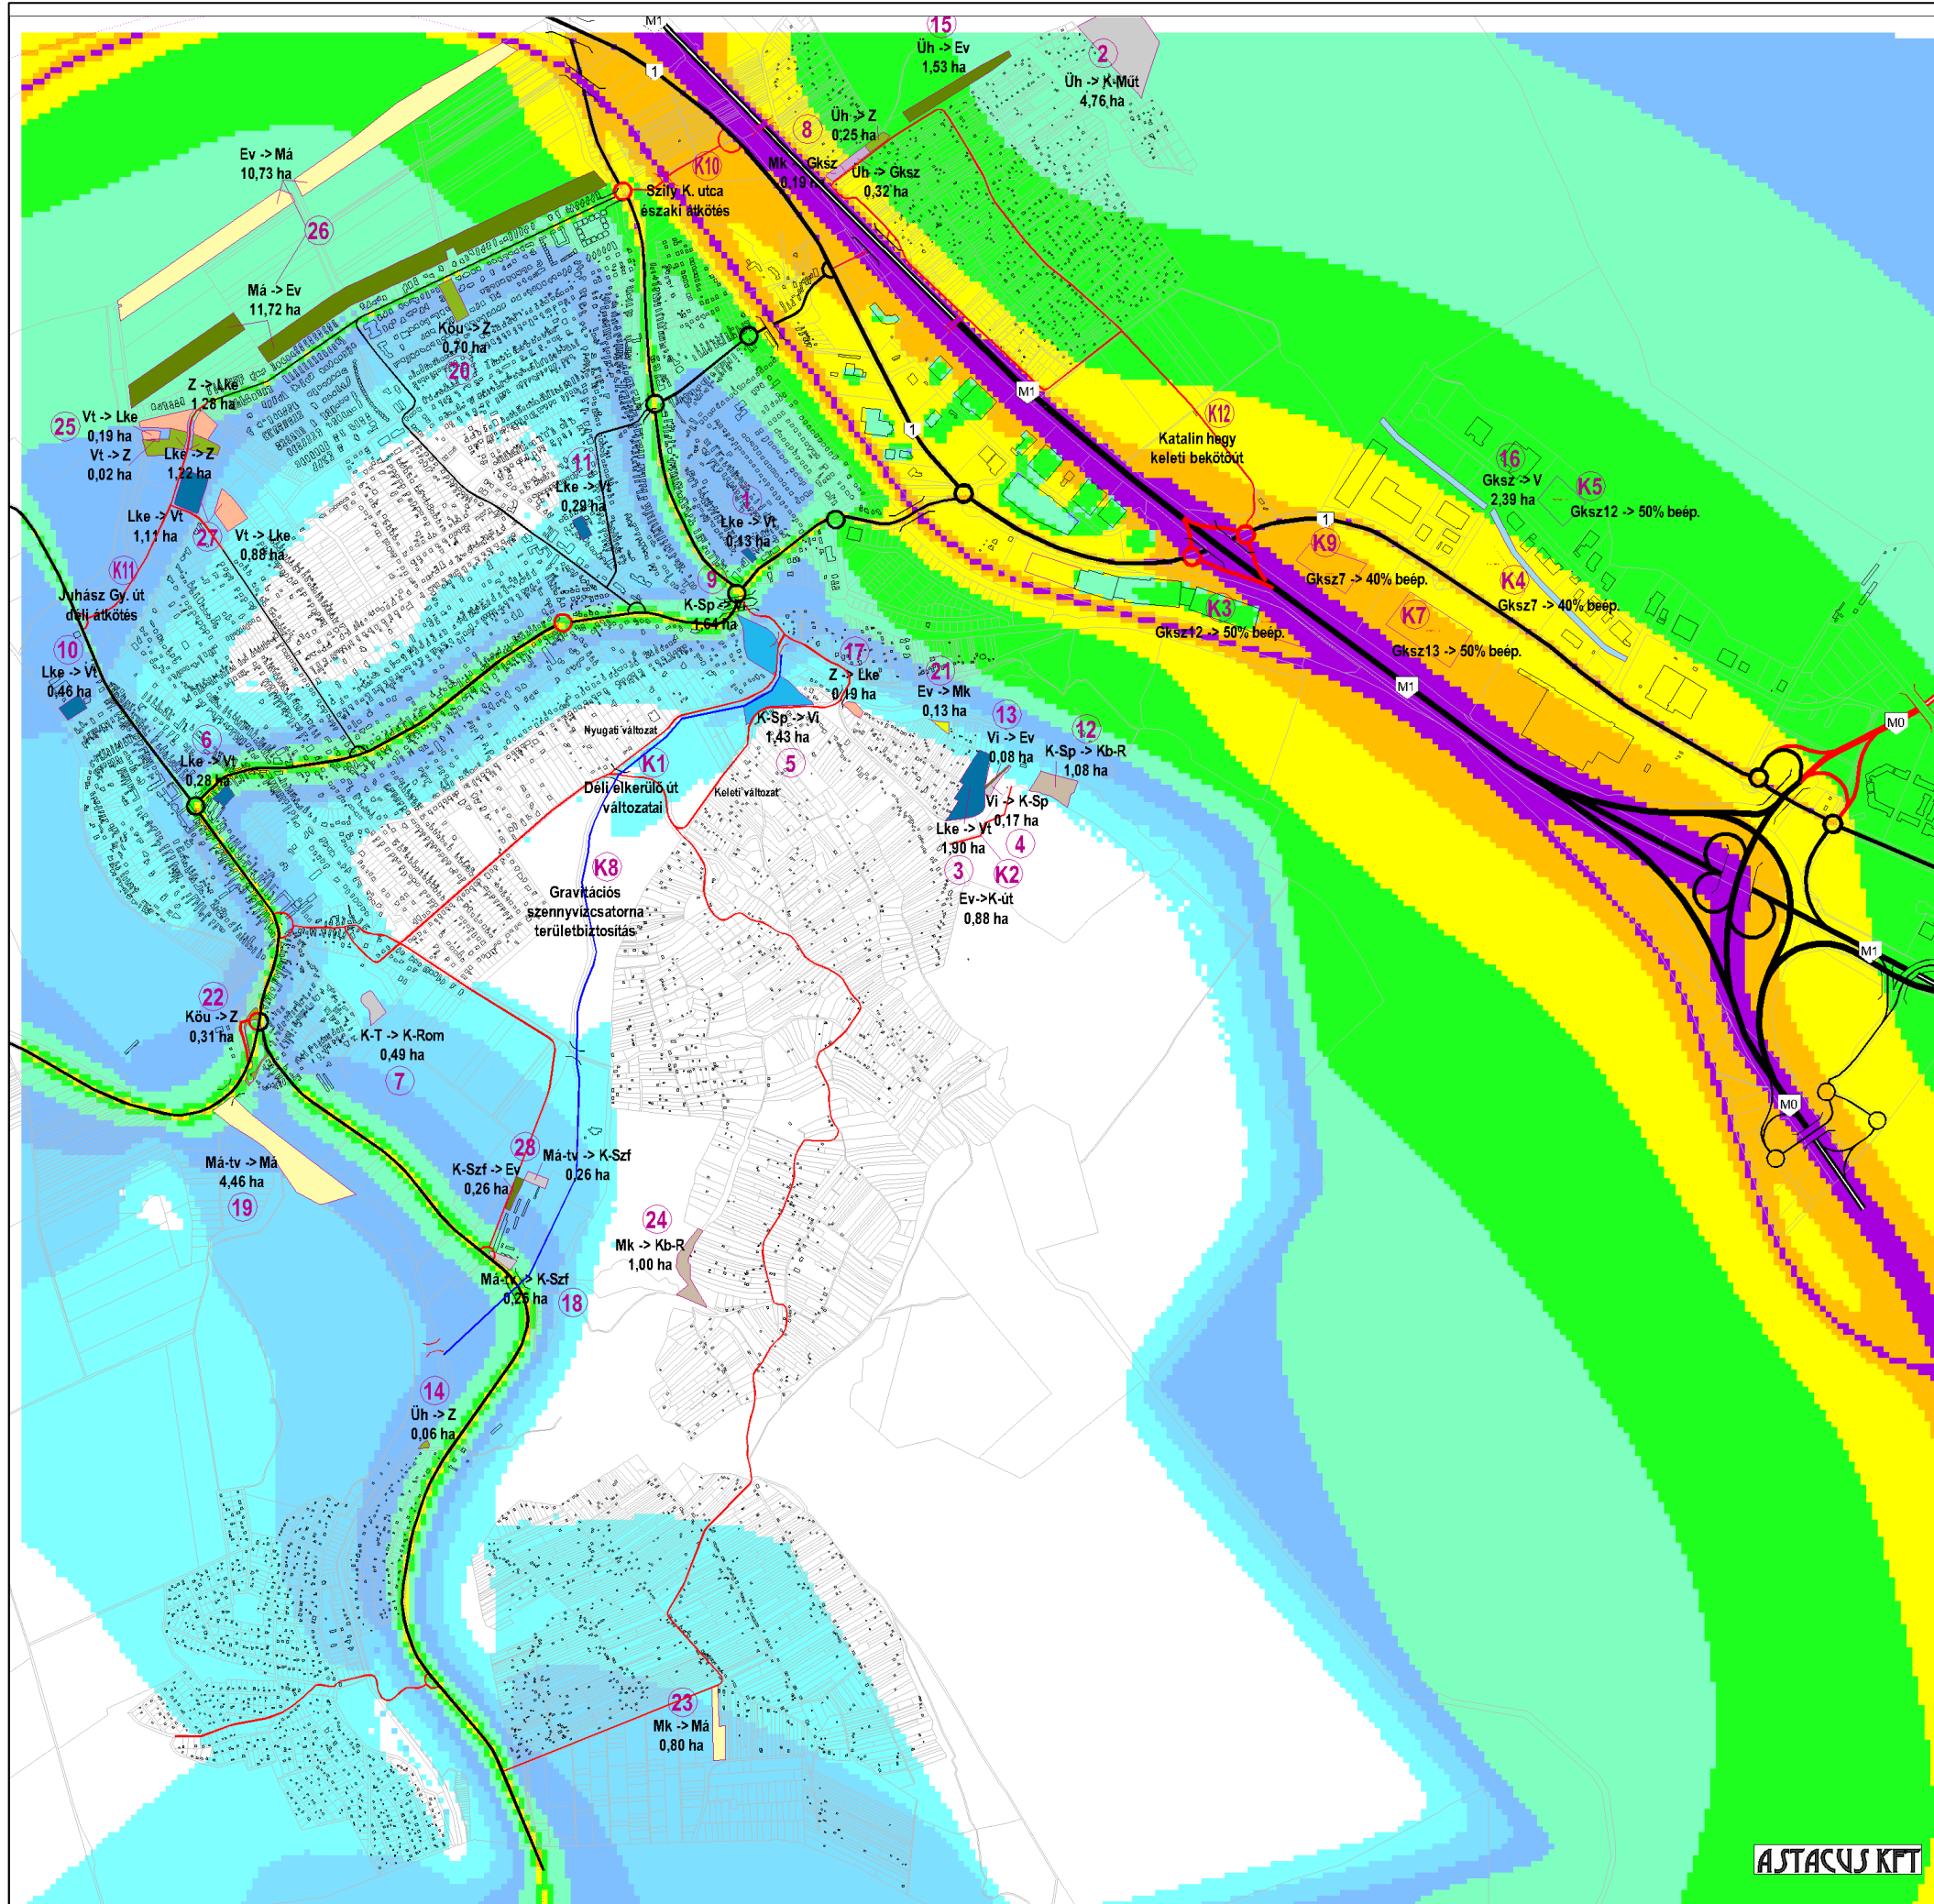 M1
1
15
Üh -> Ev
1,53 ha
2
Üh -> K-Műt
4,76 ha
8
Üh -> Z
0,25 ha
Mk -> Gksz
0,19 ha
Üh -> Gksz
0,32 ha
K10
Szily K. utca
északi átkötés
Ev -> Má
10,73 ha
26
Má -> Ev
11,72 ha
Köu -> Z
0,70 ha
20
Z -> Lke
1,28 ha
25
Vt -> Lke
0,19 ha
Vt -> Z
0,02 ha
Lke -> Z
1,22 ha
Lke -> Vt
1,11 ha
27
Vt -> Lke
0,88 ha
K11
Juhász Gy. út
déli átkötés
10
Lke -> Vt
0,46 ha
11
Lke -> Vt
0,29 ha
1
Lke -> Vt
0,13 ha
9
K-Sp -> Vi
1,64 ha
M1
1
K12
Katalin hegy
keleti bekötőút
16
Gksz -> V
2,39 ha
K5
Gksz12 -> 50% beép.
1
K9
Gksz7 -> 40% beép.
K4
Gksz7 -> 40% beép.
K3
Gksz12 -> 50% beép.
K7
Gksz13 -> 50% beép.
M1
M0
17
Z -> Lke
0,19 ha
21
Ev -> Mk
0,13 ha
13
Vi -> Ev
0,08 ha
12
K-Sp -> Kb-R
1,08 ha
K-Sp -> Vi
1,43 ha
5
Nyugati változat
K1
Déli elkerülő út
változatai
Keleti változat
6
Lke -> Vt
0,28 ha
Vi -> K-Sp
0,17 ha
4
Lke -> Vt
1,90 ha
3
K2
Ev->K-út
0,88 ha
K8
Gravitációs
szennyvízcsatorna
területbiztosítás
M1
M0
22
Köu -> Z
0,31 ha
K-T -> K-Rom
0,49 ha
7
Má-tv -> Má
4,46 ha
19
28
K-Szf -> Ev
0,26 ha
Má-tv -> K-Szf
0,26 ha
24
Mk -> Kb-R
1,00 ha
Má-tv -> K-Szf
0,25 ha
18
14
Üh -> Z
0,06 ha
23
Mk -> Má
0,80 ha
ASTACUS KFT